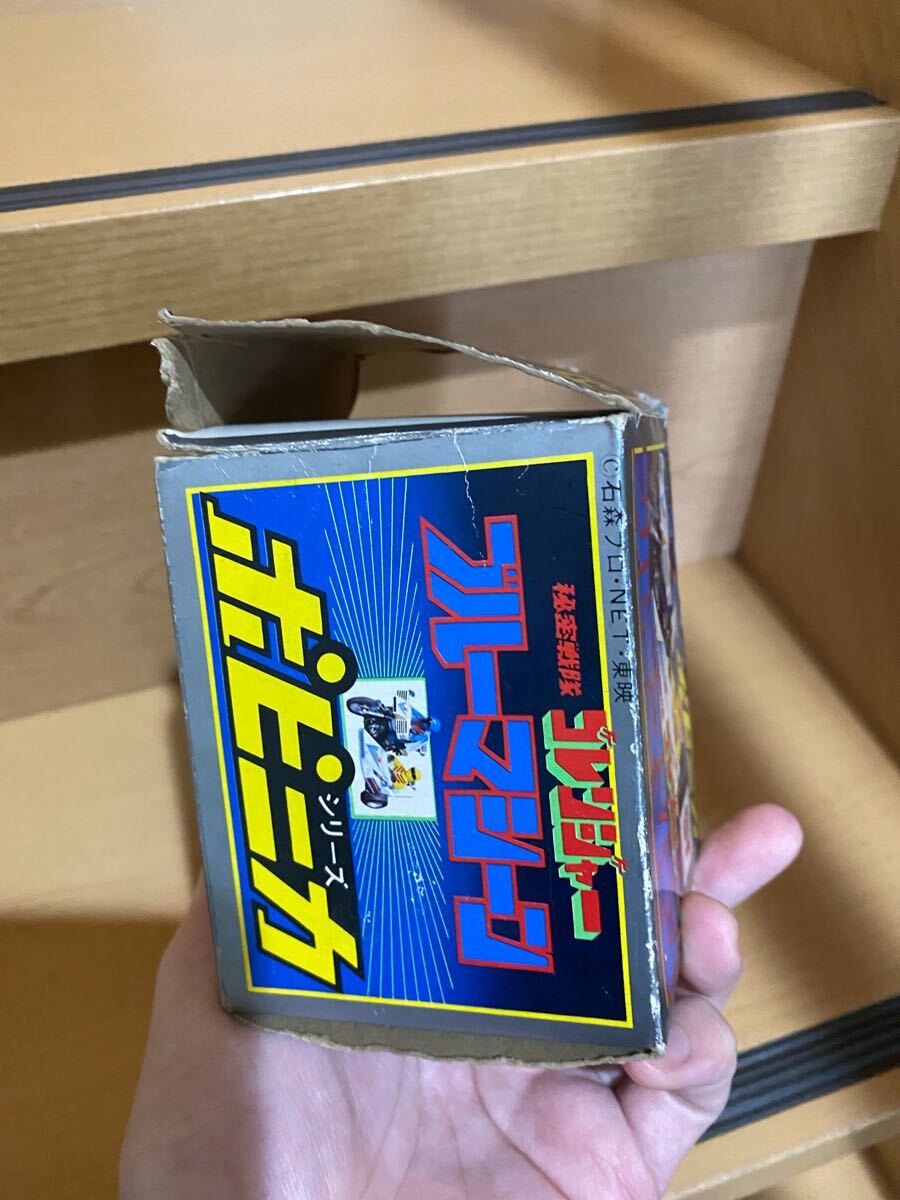 ©石森プロ・NET・東映
秘密戦隊
ゴレンジャー
ブルーマシーン
ポピニカ
シリーズ